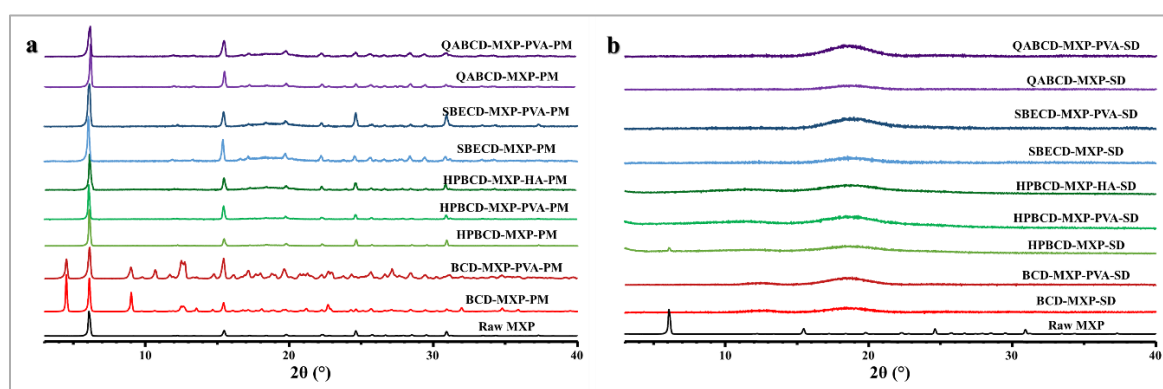 a
QABCD-MXP-PVA-PM
QABCD-MXP-PM
SBECD-MXP-PVA-PM
SBECD-MXP-PM
HPBCD-MXP-HA-PM
HPBCD-MXP-PVA-PM
HPBCD-MXP-PM
BCD-MXP-PVA-PM
BCD-MXP-PM
Raw MXP
10 20 30 40
2θ (°)
b
QABCD-MXP-PVA-SD
QABCD-MXP-SD
SBECD-MXP-PVA-SD
SBECD-MXP-SD
HPBCD-MXP-HA-SD
HPBCD-MXP-PVA-SD
HPBCD-MXP-SD
BCD-MXP-PVA-SD
BCD-MXP-SD
Raw MXP
10 20 30 40
2θ (°)